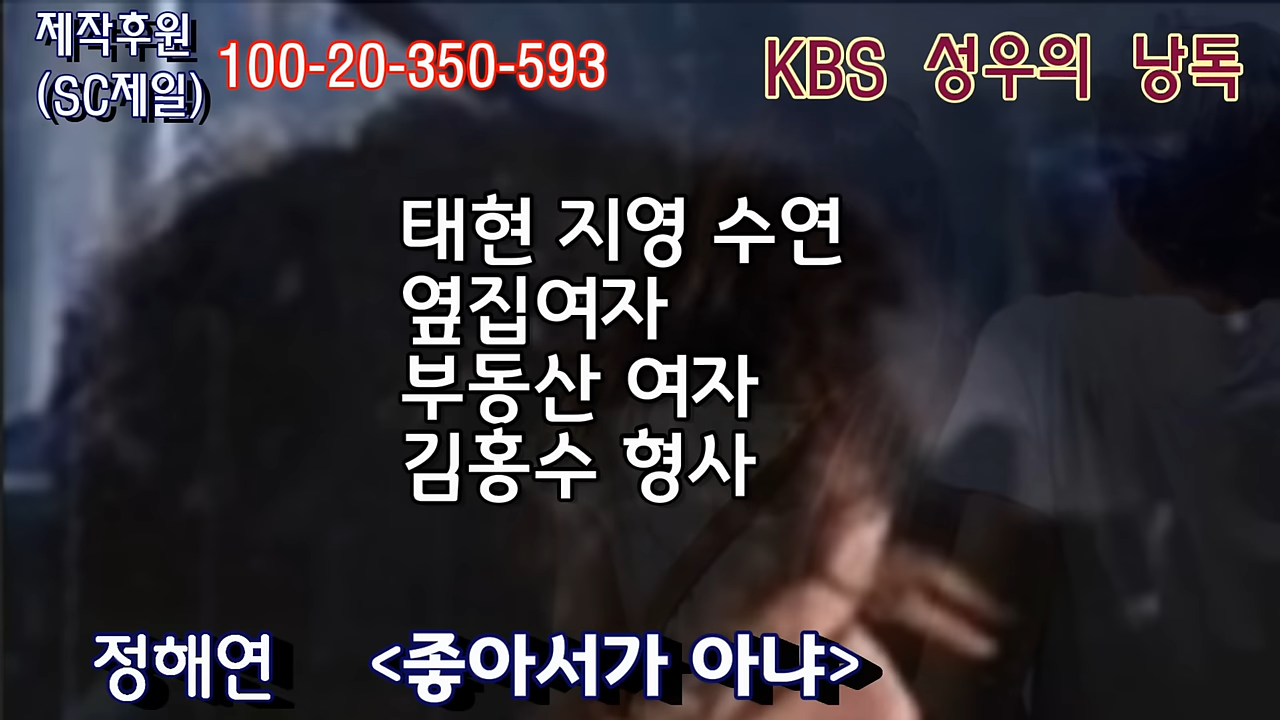 제작후원
(SC제일)
100-20-350-593
KBS 성우의 낭독
태현 지영 수연
옆집여자
부동산 여자
김홍수 형사
정해연 <좋아서가 아냐>